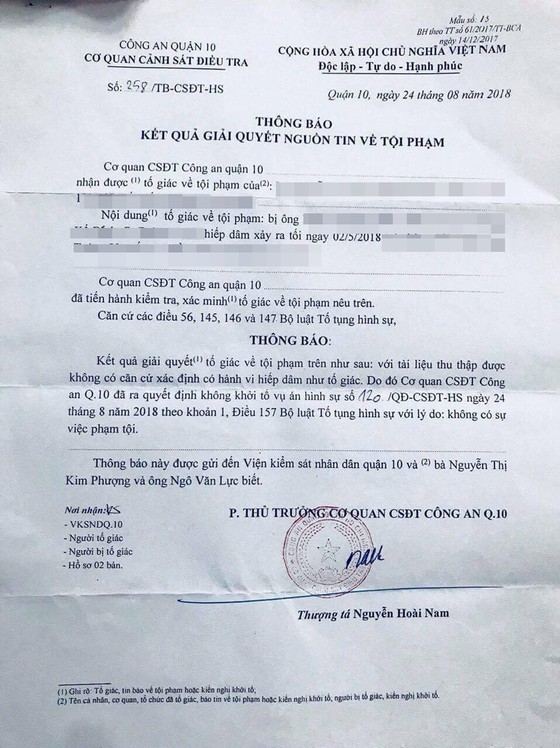 Mẫu số: 15
BH theo TT số 61/2017/TT-BCA
ngày 14/12/2017
CÔNG AN QUẬN 10
CƠ QUAN CẢNH SÁT ĐIỀU TRA
CỘNG HÒA XÃ HỘI CHỦ NGHĨA VIỆT NAM
Độc lập - Tự do - Hạnh phúc
Số: 258/TB-CSĐT-HS
Quận 10, ngày 24 tháng 08 năm 2018
THÔNG BÁO
KẾT QUẢ GIẢI QUYẾT NGUỒN TIN VỀ TỘI PHẠM
Cơ quan CSĐT Công an quận 10
nhận được (1) tố giác về tội phạm của(2):
Nội dung(1) tố giác về tội phạm: bị ông
hiếp dâm xảy ra tối ngày 02/5/2018
Cơ quan CSĐT Công an quận 10
đã tiến hành kiểm tra, xác minh(1) tố giác về tội phạm nêu trên.
Căn cứ các điều 56, 145, 146 và 147 Bộ luật Tố tụng hình sự,
THÔNG BÁO:
Kết quả giải quyết(1) tố giác về tội phạm trên như sau: với tài liệu thu thập được
không có căn cứ xác định có hành vi hiếp dâm như tố giác. Do đó Cơ quan CSĐT Công
an Q.10 đã ra quyết định không khởi tố vụ án hình sự số 120 /QĐ-CSĐT-HS ngày 24
tháng 8 năm 2018 theo khoản 1, Điều 157 Bộ luật Tố tụng hình sự với lý do: không có sự
việc phạm tội.
Thông báo này được gửi đến Viện kiểm sát nhân dân quận 10 và (2) bà Nguyễn Thị
Kim Phượng và ông Ngô Văn Lực biết.
Nơi nhận:
- VKSNDQ.10
- Người tố giác
- Người bị tố giác
- Hồ sơ 02 bản.
P. THỦ TRƯỞNG CƠ QUAN CSĐT CÔNG AN Q.10
Thượng tá Nguyễn Hoài Nam
(1) Ghi rõ: Tố giác, tin báo về tội phạm hoặc kiến nghị khởi tố;
(2) Tên cá nhân, cơ quan, tổ chức đã tố giác, báo tin về tội phạm hoặc kiến nghị khởi tố, người bị tố giác, kiến nghị khởi tố.